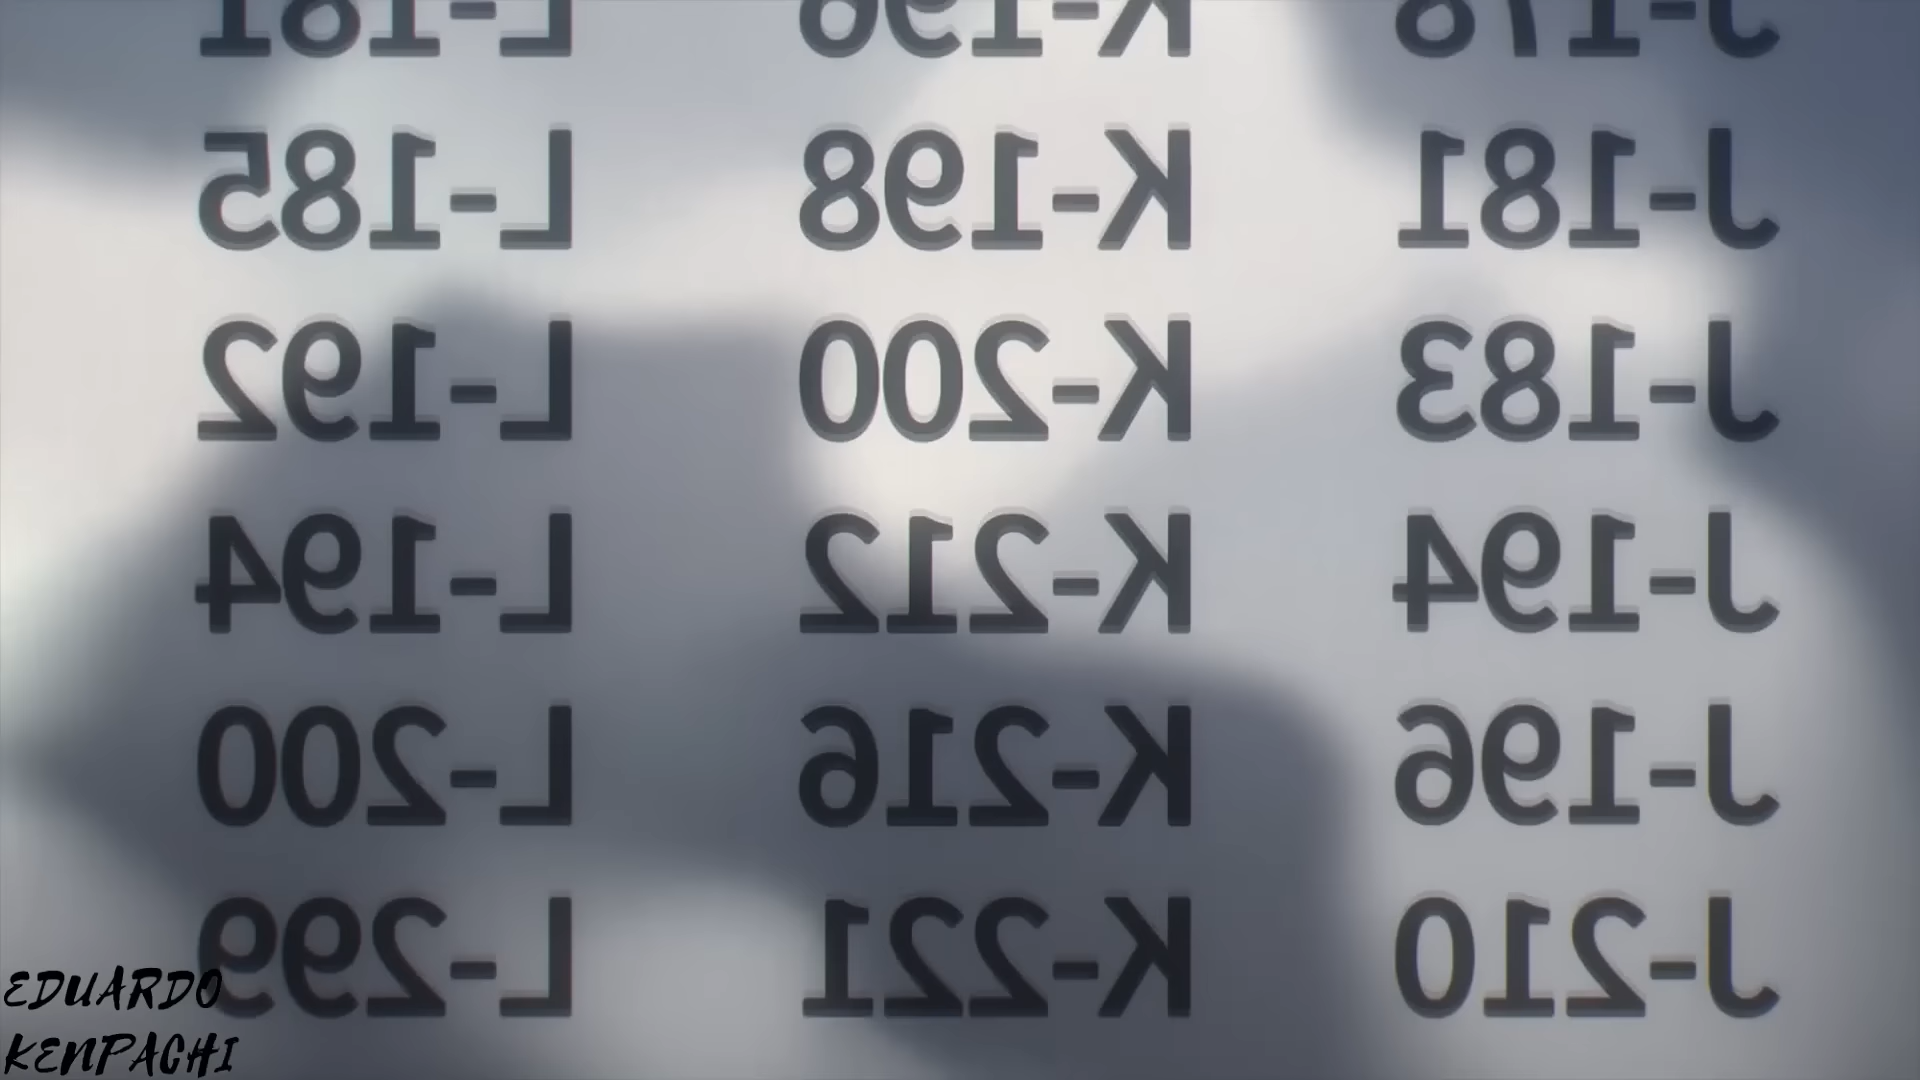 J-181 K-198 L-185
J-183 K-200 L-192
J-194 K-212 L-194
J-196 K-216 L-200
J-210 K-221 L-299
EDUARDO
KENPACHI